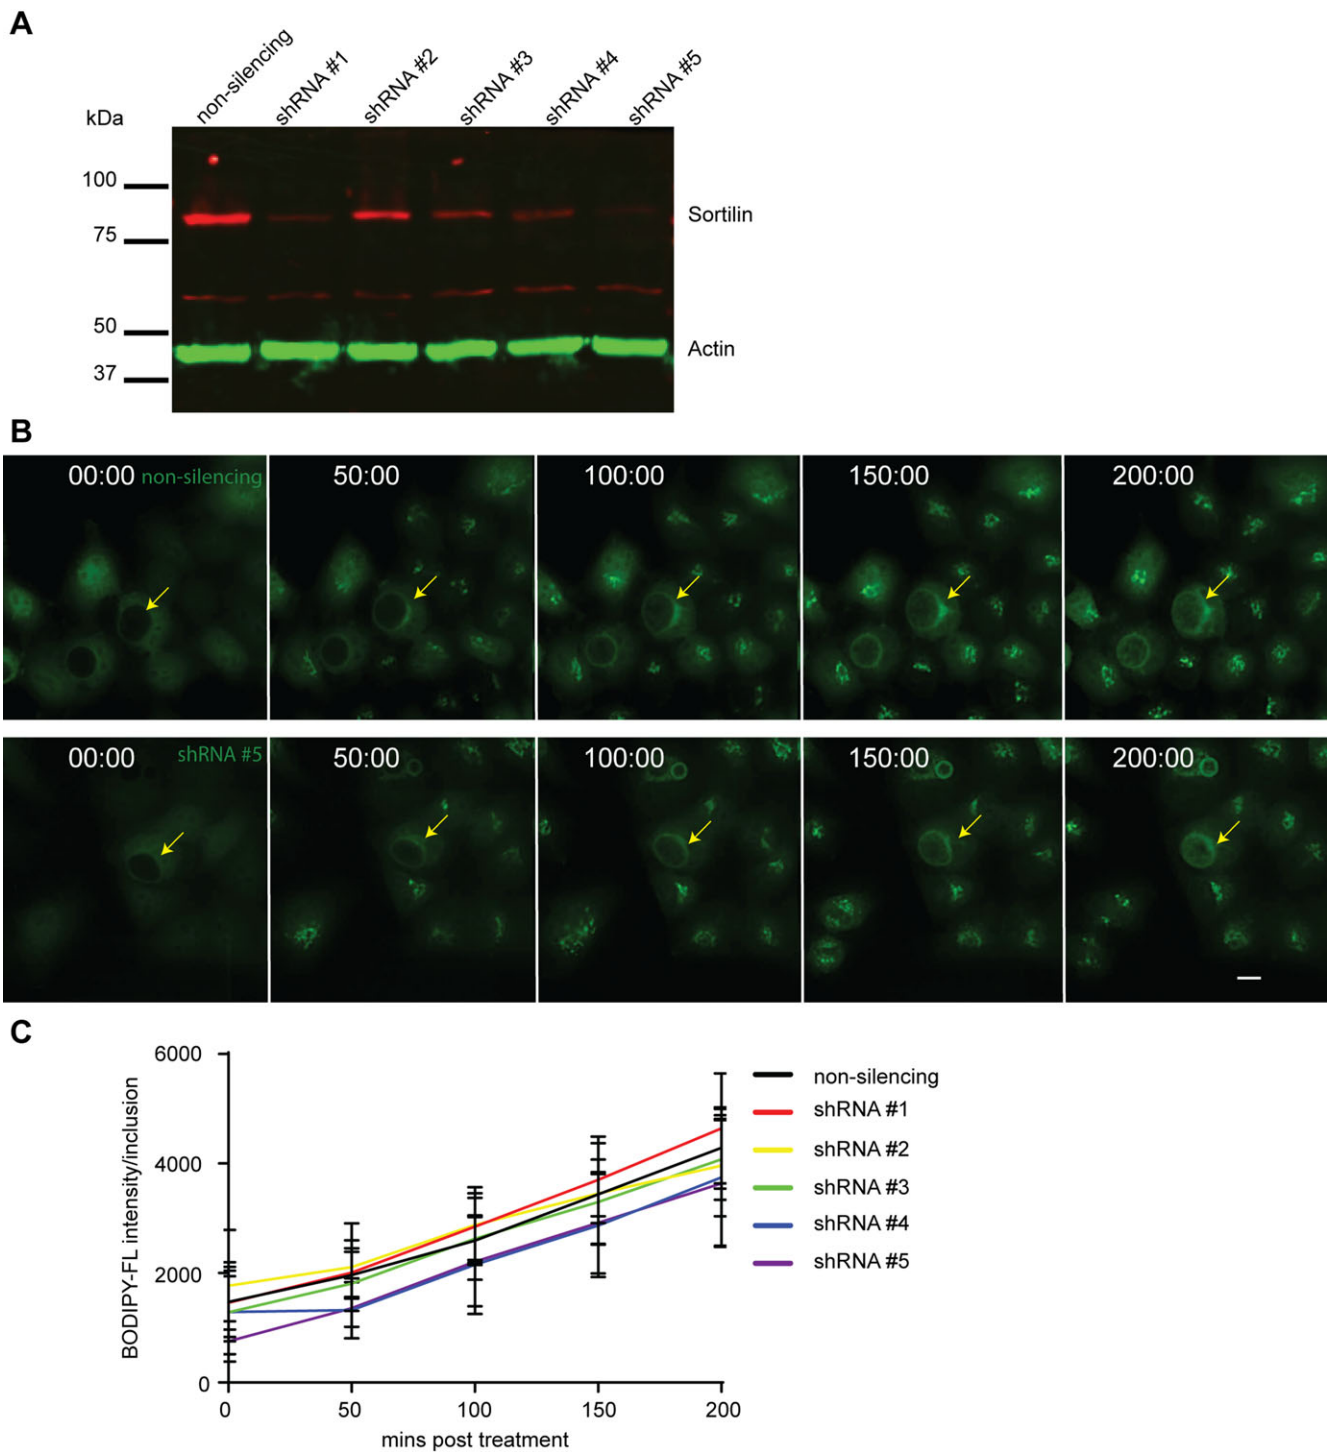 A
non-silencing
shRNA #1
shRNA #2
shRNA #3
shRNA #4
shRNA #5
kDa
100
75
50
37
Sortilin
Actin
B
00:00 non-silencing
50:00
100:00
150:00
200:00
00:00 shRNA #5
50:00
100:00
150:00
200:00
C
BODIPY-FL intensity/inclusion
6000
4000
2000
0
0 50 100 150 200
mins post treatment
non-silencing
shRNA #1
shRNA #2
shRNA #3
shRNA #4
shRNA #5